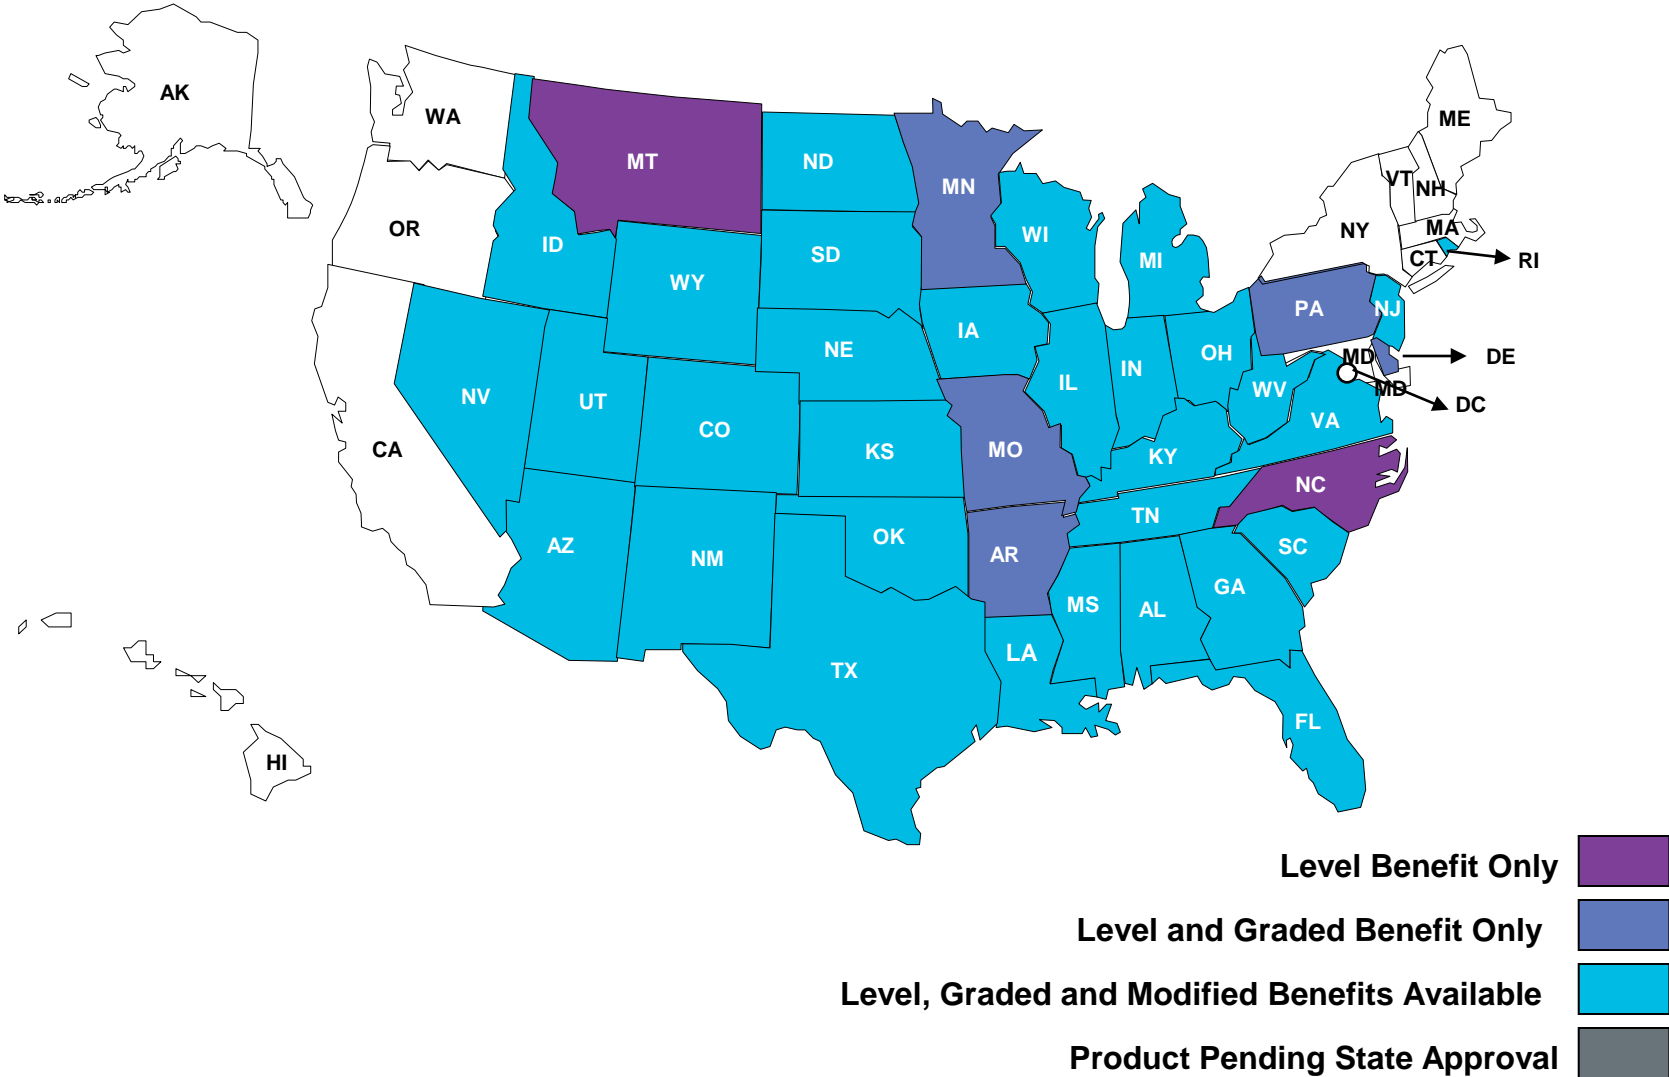 AK
WA
ME
MT
ND
VT
NH
MN
OR
NY
MA
WI
ID
SD
CT
RI
MI
WY
PA
NJ
IA
NE
OH
MD
DE
IN
IL
WV
MD
NV
UT
DC
CO
VA
CA
KS
MO
KY
NC
TN
AZ
OK
SC
NM
AR
GA
MS
AL
LA
TX
FL
HI
Level Benefit Only
Level and Graded Benefit Only
Level, Graded and Modified Benefits Available
Product Pending State Approval